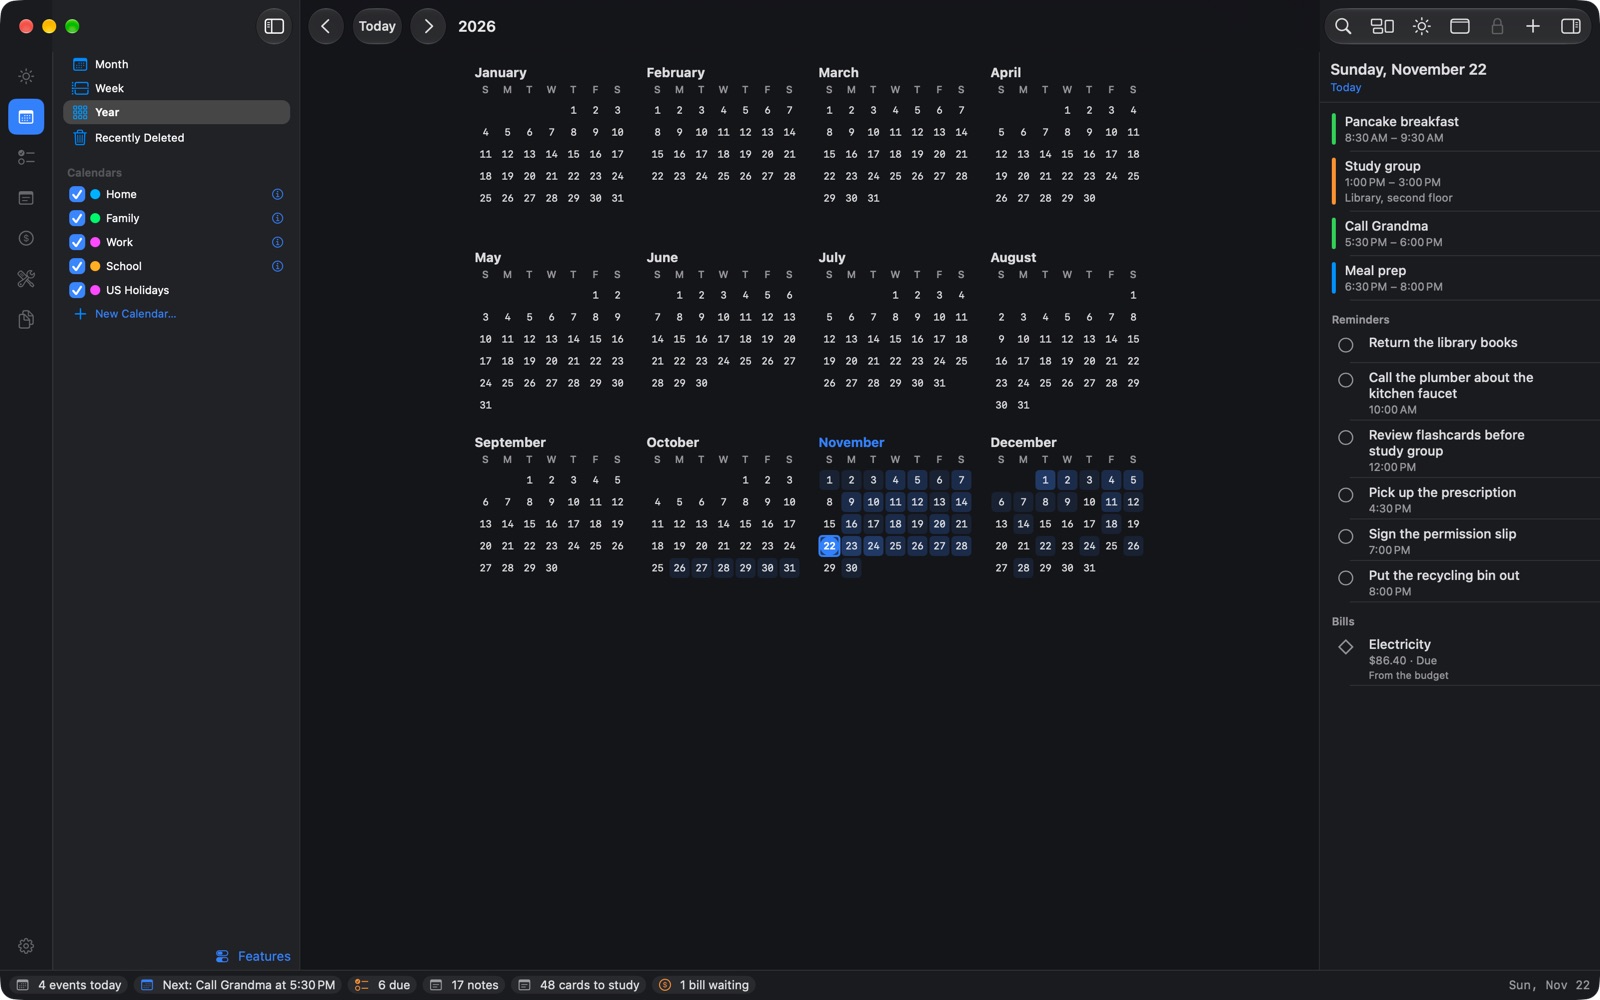 Today
2026
Month
Week
Year
Recently Deleted
Calendars
Home
Family
Work
School
US Holidays
New Calendar...
Features
January February March April
S M T W T F S S M T W T F S S M T W T F S S M T W T F S
1 2 3 1 2 3 4 5 6 7 1 2 3 4 5 6 7 1 2 3 4
4 5 6 7 8 9 10 8 9 10 11 12 13 14 8 9 10 11 12 13 14 5 6 7 8 9 10 11
11 12 13 14 15 16 17 15 16 17 18 19 20 21 15 16 17 18 19 20 21 12 13 14 15 16 17 18
18 19 20 21 22 23 24 22 23 24 25 26 27 28 22 23 24 25 26 27 28 19 20 21 22 23 24 25
25 26 27 28 29 30 31 29 30 31 26 27 28 29 30
May June July August
S M T W T F S S M T W T F S S M T W T F S S M T W T F S
1 2 1 2 3 4 5 6 1 2 3 4 1
3 4 5 6 7 8 9 7 8 9 10 11 12 13 5 6 7 8 9 10 11 2 3 4 5 6 7 8
10 11 12 13 14 15 16 14 15 16 17 18 19 20 12 13 14 15 16 17 18 9 10 11 12 13 14 15
17 18 19 20 21 22 23 21 22 23 24 25 26 27 19 20 21 22 23 24 25 16 17 18 19 20 21 22
24 25 26 27 28 29 30 28 29 30 26 27 28 29 30 31 23 24 25 26 27 28 29
31 30 31
September October November December
S M T W T F S S M T W T F S S M T W T F S S M T W T F S
1 2 3 4 5 1 2 3 1 2 3 4 5 6 7 1 2 3 4 5
6 7 8 9 10 11 12 4 5 6 7 8 9 10 8 9 10 11 12 13 14 6 7 8 9 10 11 12
13 14 15 16 17 18 19 11 12 13 14 15 16 17 15 16 17 18 19 20 21 13 14 15 16 17 18 19
20 21 22 23 24 25 26 18 19 20 21 22 23 24 22 23 24 25 26 27 28 20 21 22 23 24 25 26
27 28 29 30 25 26 27 28 29 30 31 29 30 27 28 29 30 31
Sunday, November 22
Today
Pancake breakfast
8:30 AM – 9:30 AM
Study group
1:00 PM – 3:00 PM
Library, second floor
Call Grandma
5:30 PM – 6:00 PM
Meal prep
6:30 PM – 8:00 PM
Reminders
Return the library books
Call the plumber about the
kitchen faucet
10:00 AM
Review flashcards before
study group
12:00 PM
Pick up the prescription
4:30 PM
Sign the permission slip
7:00 PM
Put the recycling bin out
8:00 PM
Bills
Electricity
$86.40 · Due
From the budget
4 events today
Next: Call Grandma at 5:30 PM
6 due
17 notes
48 cards to study
1 bill waiting
Sun, Nov 22